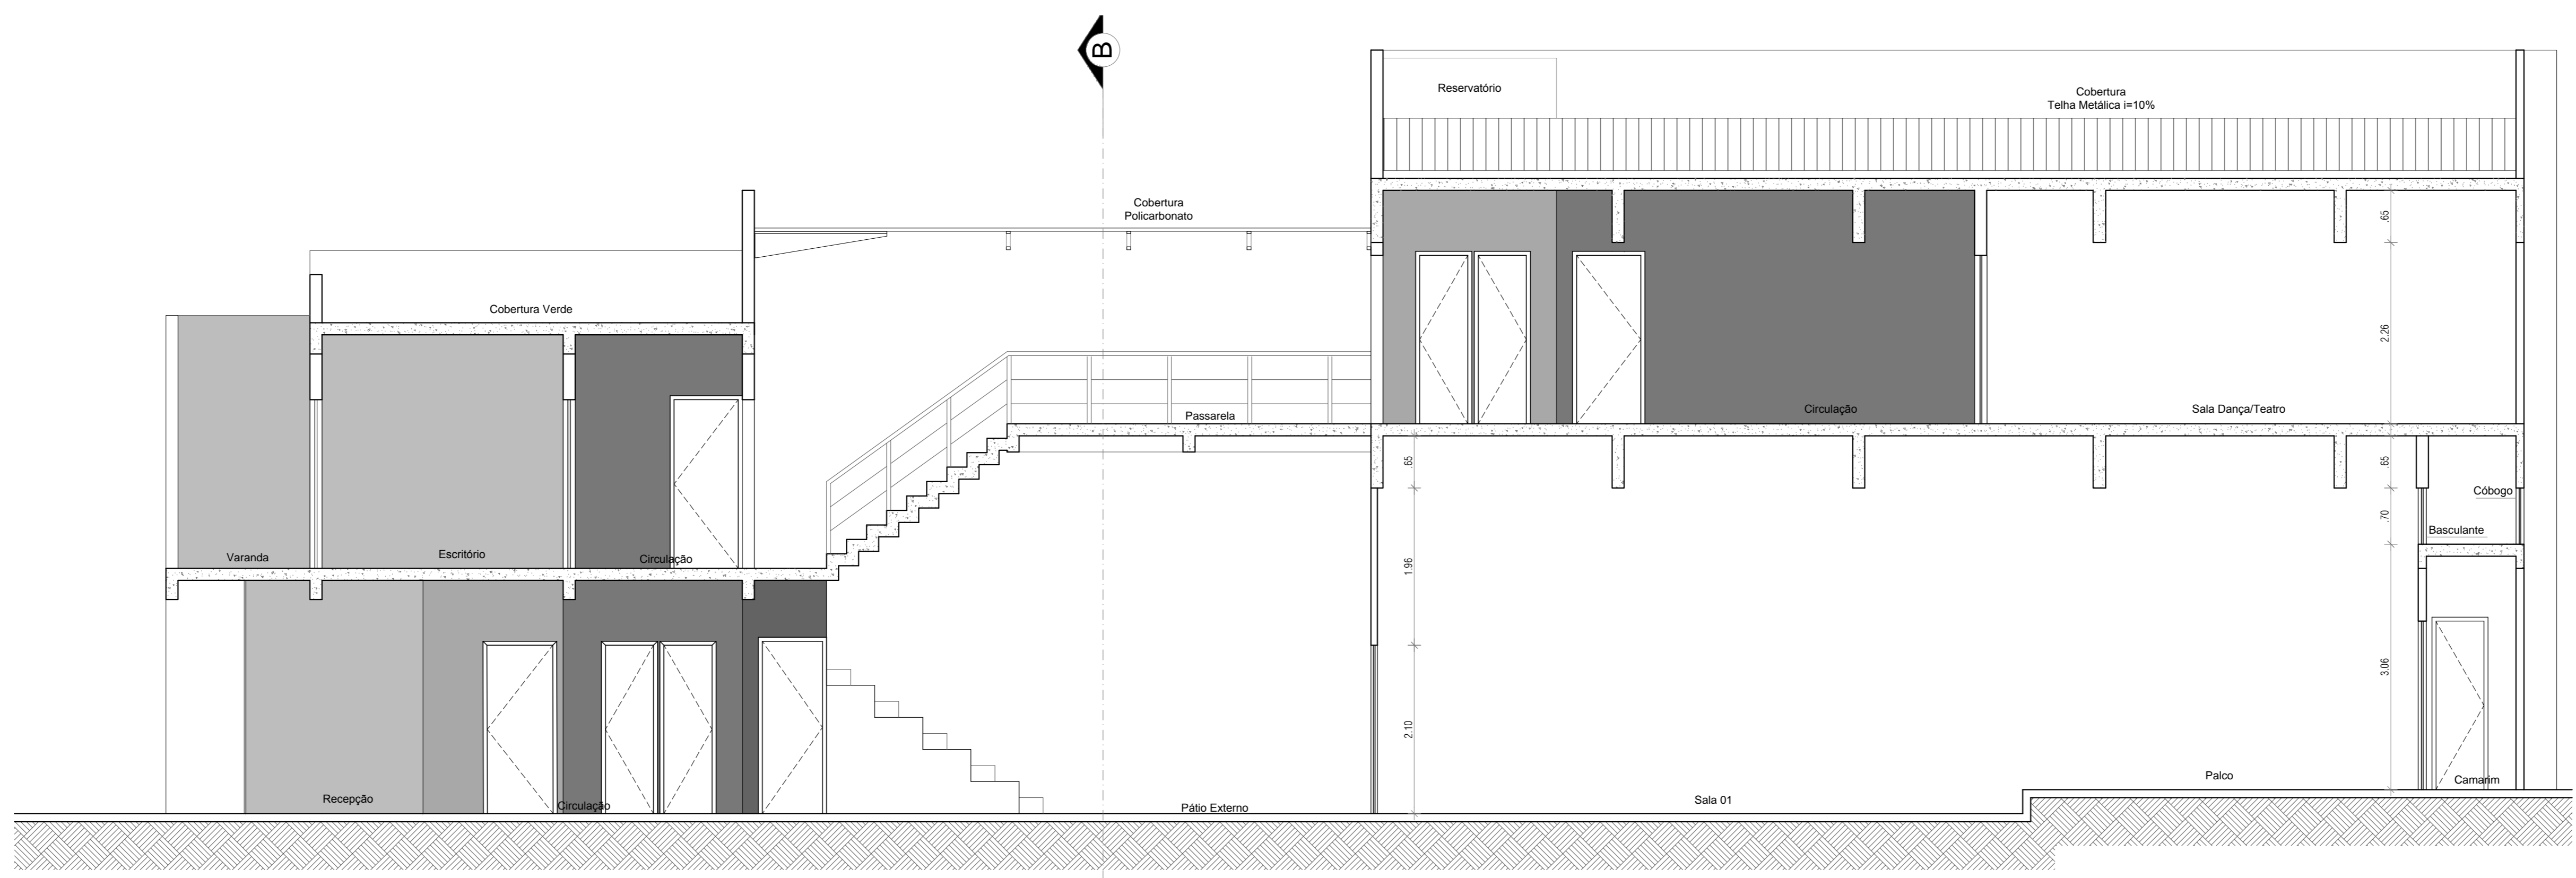 B
Reservatório
Cobertura
Telha Metálica i=10%
Cobertura
Policarbonato
Cobertura Verde
.65
2.26
Passarela
Circulação
Sala Dança/Teatro
.65
.65
Cóbogo
.70
Basculante
Varanda
Escritório
Circulação
1.96
3.06
2.10
Recepção
Circulação
Pátio Externo
Sala 01
Palco
Camarim